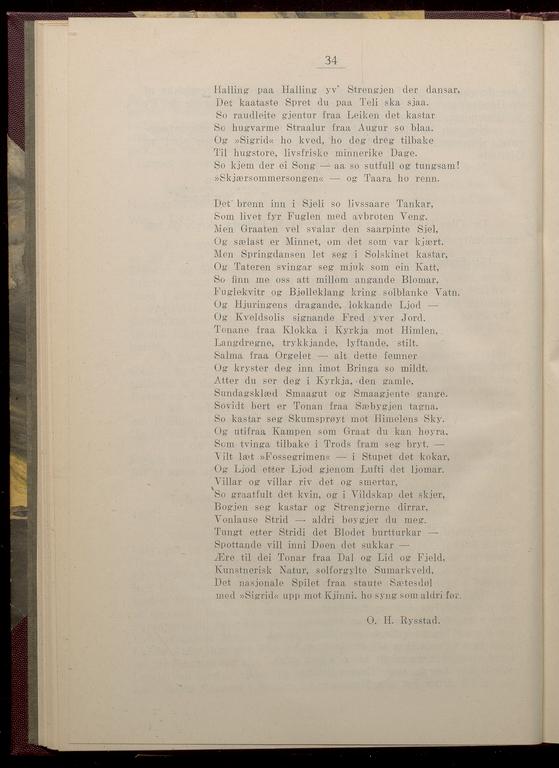 34
Halling paa Halling yv' Strengjen der dansar,
Det kaataste Spret du paa Teli ska sjaa.
So raudleite gjentur fraa Leiken det kastar
So hugvarme Straalur fraa Augur so blaa.
Og »Sigrid« ho kved, ho deg dreg tilbake
Til hugstore, livsfriske minnerike Dage.
So kjem der ei Song — aa so sutfull og tungsam!
»Skjærsommersongen« — og Taara ho renn.
Det brenn inn i Sjeli so livssaare Tankar,
Som livet fyr Fuglen med avbroten Veng.
Men Graaten vel svalar den saarpinte Sjel,
Og sælast er Minnet, om det som var kjært.
Men Springdansen let seg i Solskinet kastar,
Og Tateren svingar seg mjuk som ein Katt,
So finn me oss att millom angande Blomar,
Fuglekvitr og Bjølleklang kring solblanke Vatn.
Og Hjuringens dragande, lokkande Ljod —
Og Kveldsolis signande Fred yver Jord.
Tonane fraa Klokka i Kyrkja mot Himlen,
Langdregne, trykkjande, lyftande, stilt.
Salma fraa Orgelet — alt dette femner
Og kryster deg inn imot Bringa so mildt.
Atter du ser deg i Kyrkja, den gamle,
Sundagsklæd Smaagut og Smaagjente gange.
Sovidt bert er Tonan fraa Sæbygjen tagna,
So kastar seg Skumsprøyt mot Himelens Sky.
Og utifraa Kampen som Graat du kan høyra,
Som tvinga tilbake i Trods fram seg bryt. —
Vilt læt »Fossegrimen« — i Stupet det kokar,
Og Ljod etter Ljod gjenom Lufti det ljomar.
Villar og villar riv det og smertar,
So graatfult det kvin, og i Vildskap det skjer,
Bogjen seg kastar og Strengjerne dirrar,
Vonlause Strid — aldri bøygjer du meg.
Tungt etter Stridi det Blodet burtturkar —
Spottande vill inni Døen det sukkar —
Ære til dei Tonar fraa Dal og Lid og Fjeld,
Kunstnerisk Natur, solforgylte Sumarkveld.
Det nasjonale Spilet fraa staute Sætesdøl
med »Sigrid« upp mot Kjinni, ho syng som aldri før.
O. H. Rysstad.